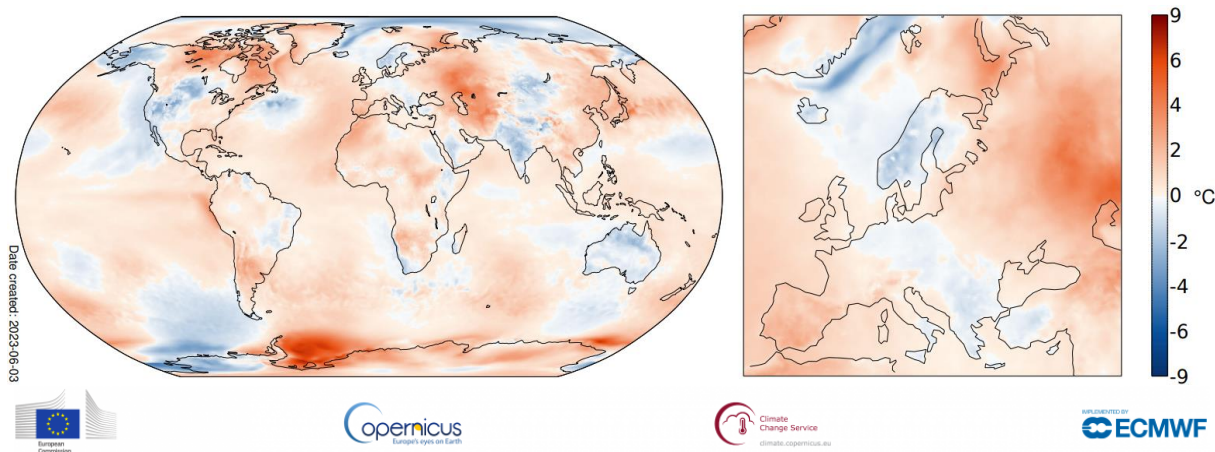 9
6
4
2
0
°C
-2
-4
-6
-9
Date created: 2023-06-03
European
Commission
opernicus
Europe's eyes on Earth
Climate
Change Service
climate.copernicus.eu
IMPLEMENTED BY
ECMWF